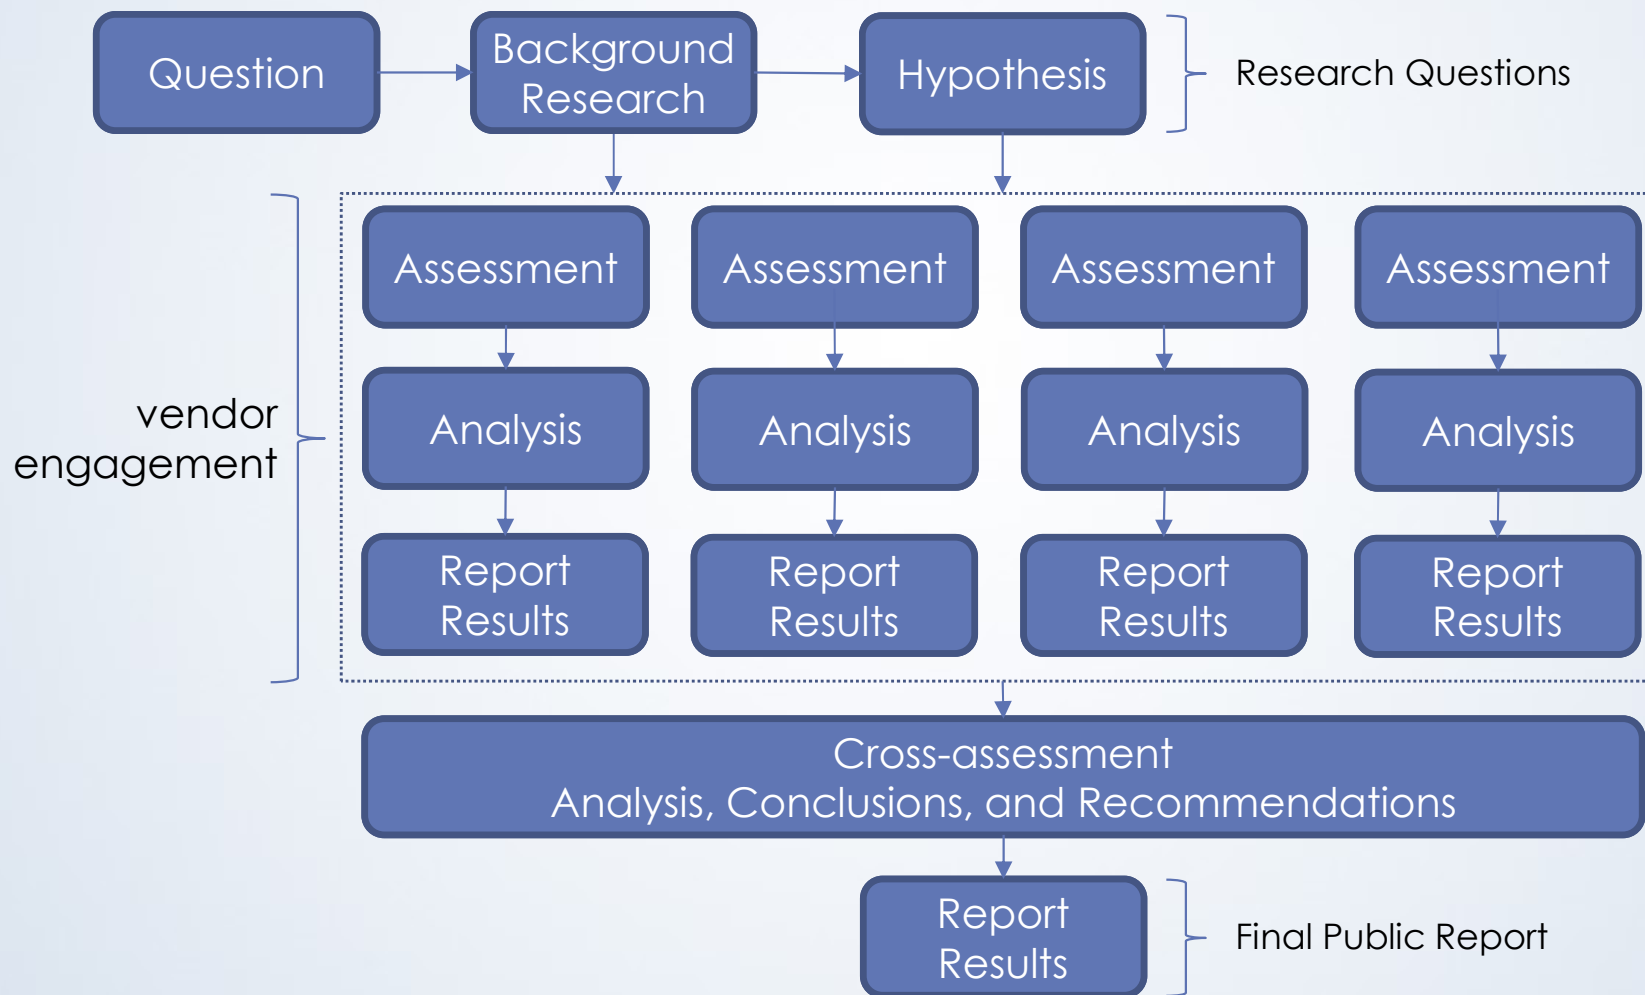 Question
Background
Research
Hypothesis
Research Questions
vendor
engagement
Assessment
Assessment
Assessment
Assessment
Analysis
Analysis
Analysis
Analysis
Report
Results
Report
Results
Report
Results
Report
Results
Cross-assessment
Analysis, Conclusions, and Recommendations
Report
Results
Final Public Report